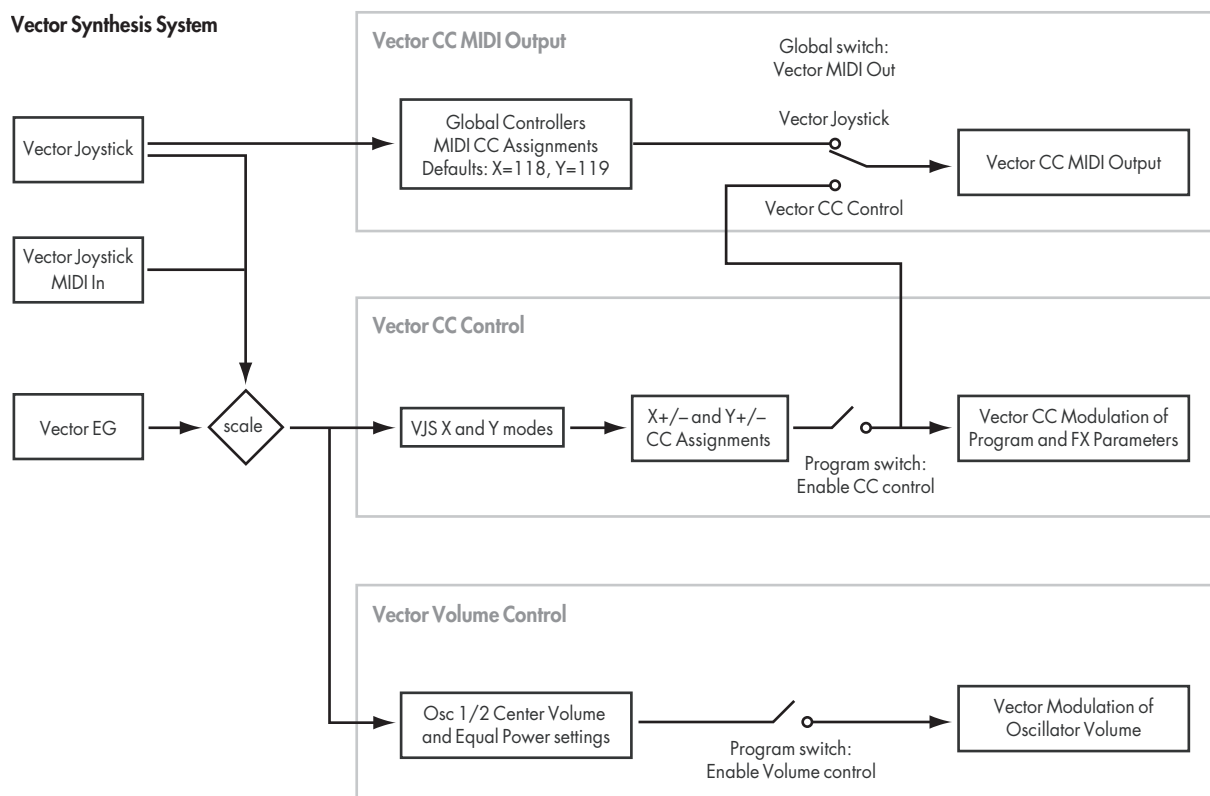 Vector Synthesis System
Vector CC MIDI Output
Global switch:
Vector MIDI Out
Vector Joystick
Global Controllers
MIDI CC Assignments
Defaults: X=118, Y=119
Vector Joystick
Vector CC MIDI Output
Vector CC Control
Vector Joystick
MIDI In
Vector CC Control
Vector EG
scale
VJS X and Y modes
X+/– and Y+/–
CC Assignments
Program switch:
Enable CC control
Vector CC Modulation of
Program and FX Parameters
Vector Volume Control
Osc 1/2 Center Volume
and Equal Power settings
Program switch:
Enable Volume control
Vector Modulation of
Oscillator Volume